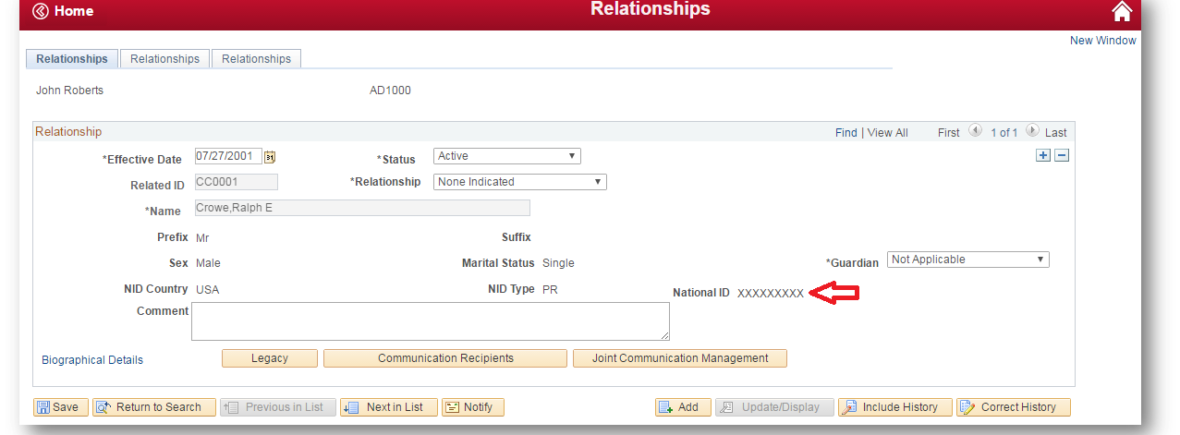 Home Relationships
New Window
Relationships Relationships Relationships
John Roberts AD1000
Relationship Find | View All First 1 of 1 Last
*Effective Date 07/27/2001 31 *Status Active
Related ID CC0001 *Relationship None Indicated
*Name Crowe,Ralph E
Prefix Mr Suffix
Sex Male Marital Status Single *Guardian Not Applicable
NID Country USA NID Type PR National ID XXXXXXXXX
Comment
Biographical Details Legacy Communication Recipients Joint Communication Management
Save Return to Search Previous in List Next in List Notify Add Update/Display Include History Correct History